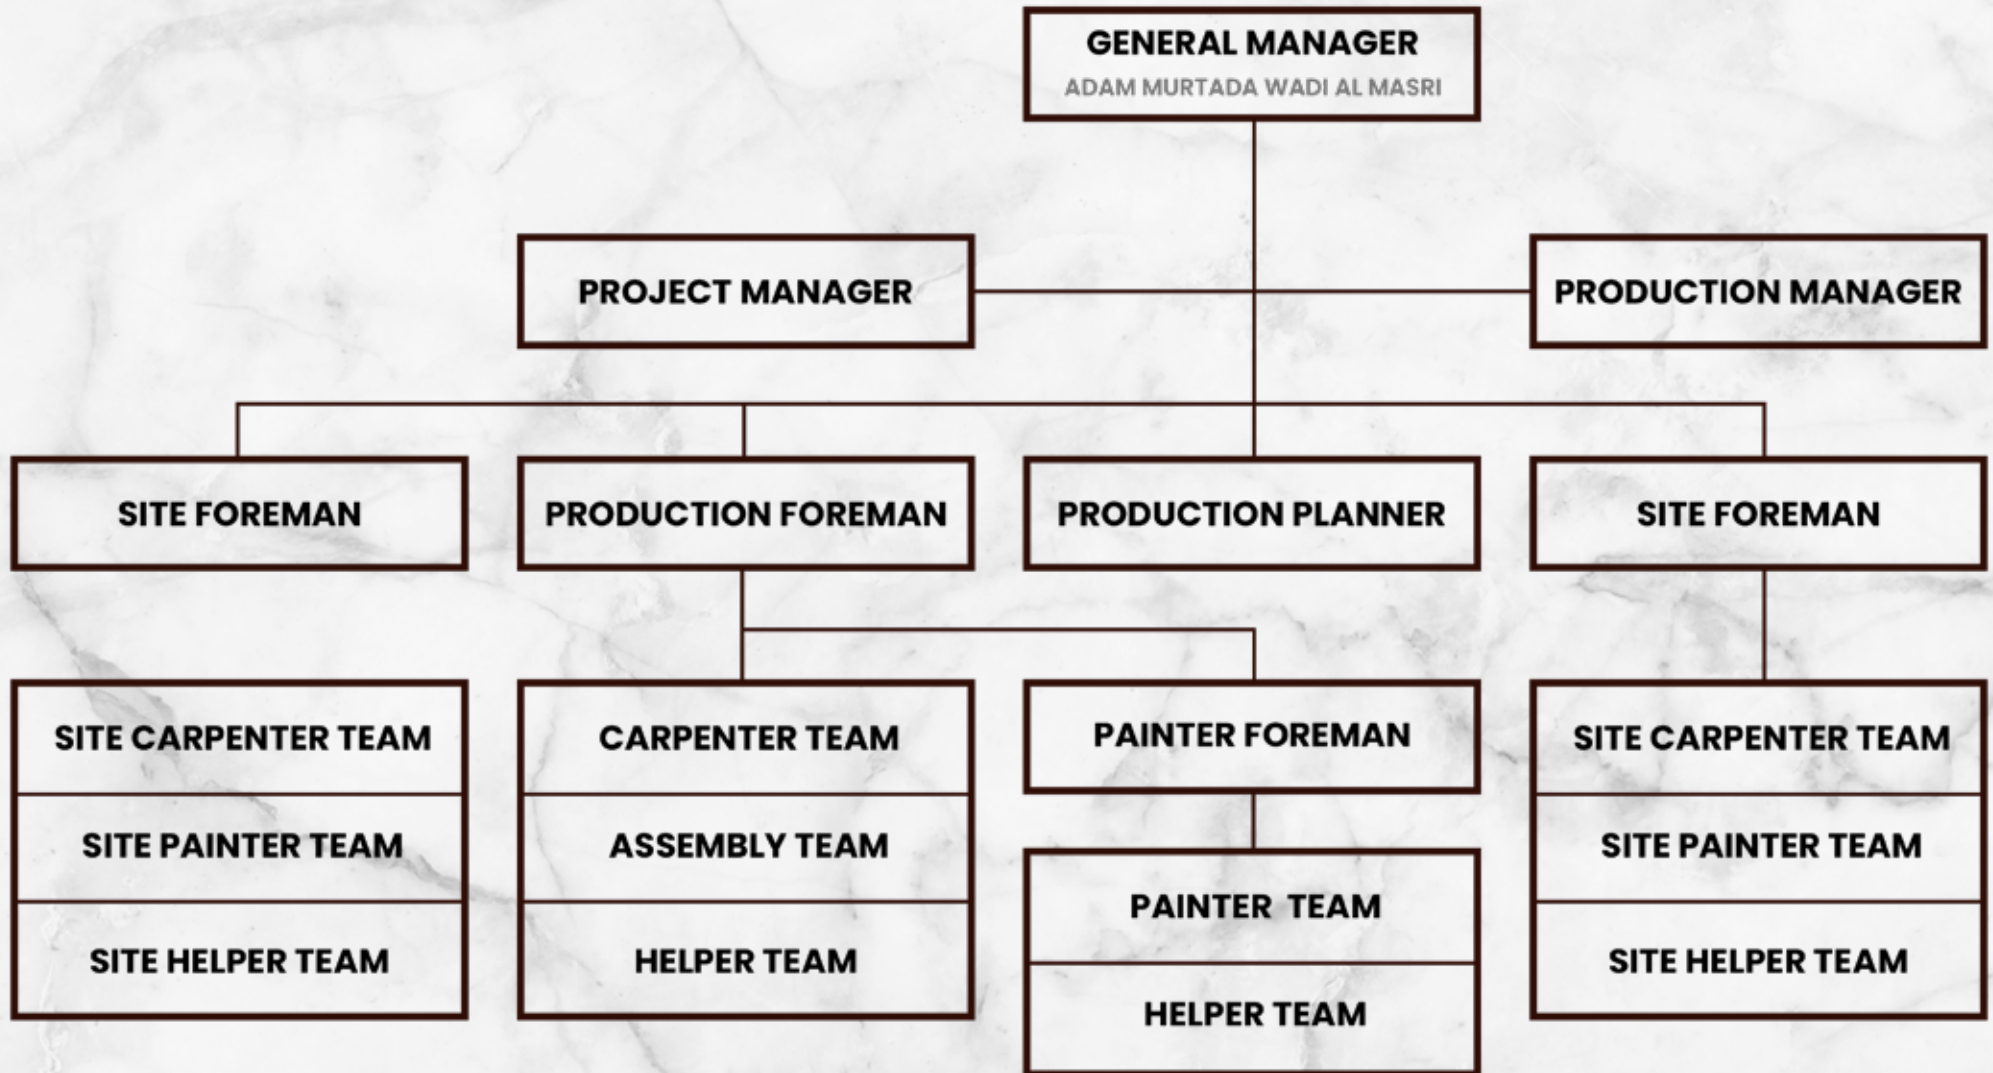 GENERAL MANAGER
ADAM MURTADA WADI AL MASRI
PROJECT MANAGER
PRODUCTION MANAGER
SITE FOREMAN
PRODUCTION FOREMAN
PRODUCTION PLANNER
SITE FOREMAN
SITE CARPENTER TEAM
SITE PAINTER TEAM
SITE HELPER TEAM
CARPENTER TEAM
ASSEMBLY TEAM
HELPER TEAM
PAINTER FOREMAN
PAINTER TEAM
HELPER TEAM
SITE CARPENTER TEAM
SITE PAINTER TEAM
SITE HELPER TEAM